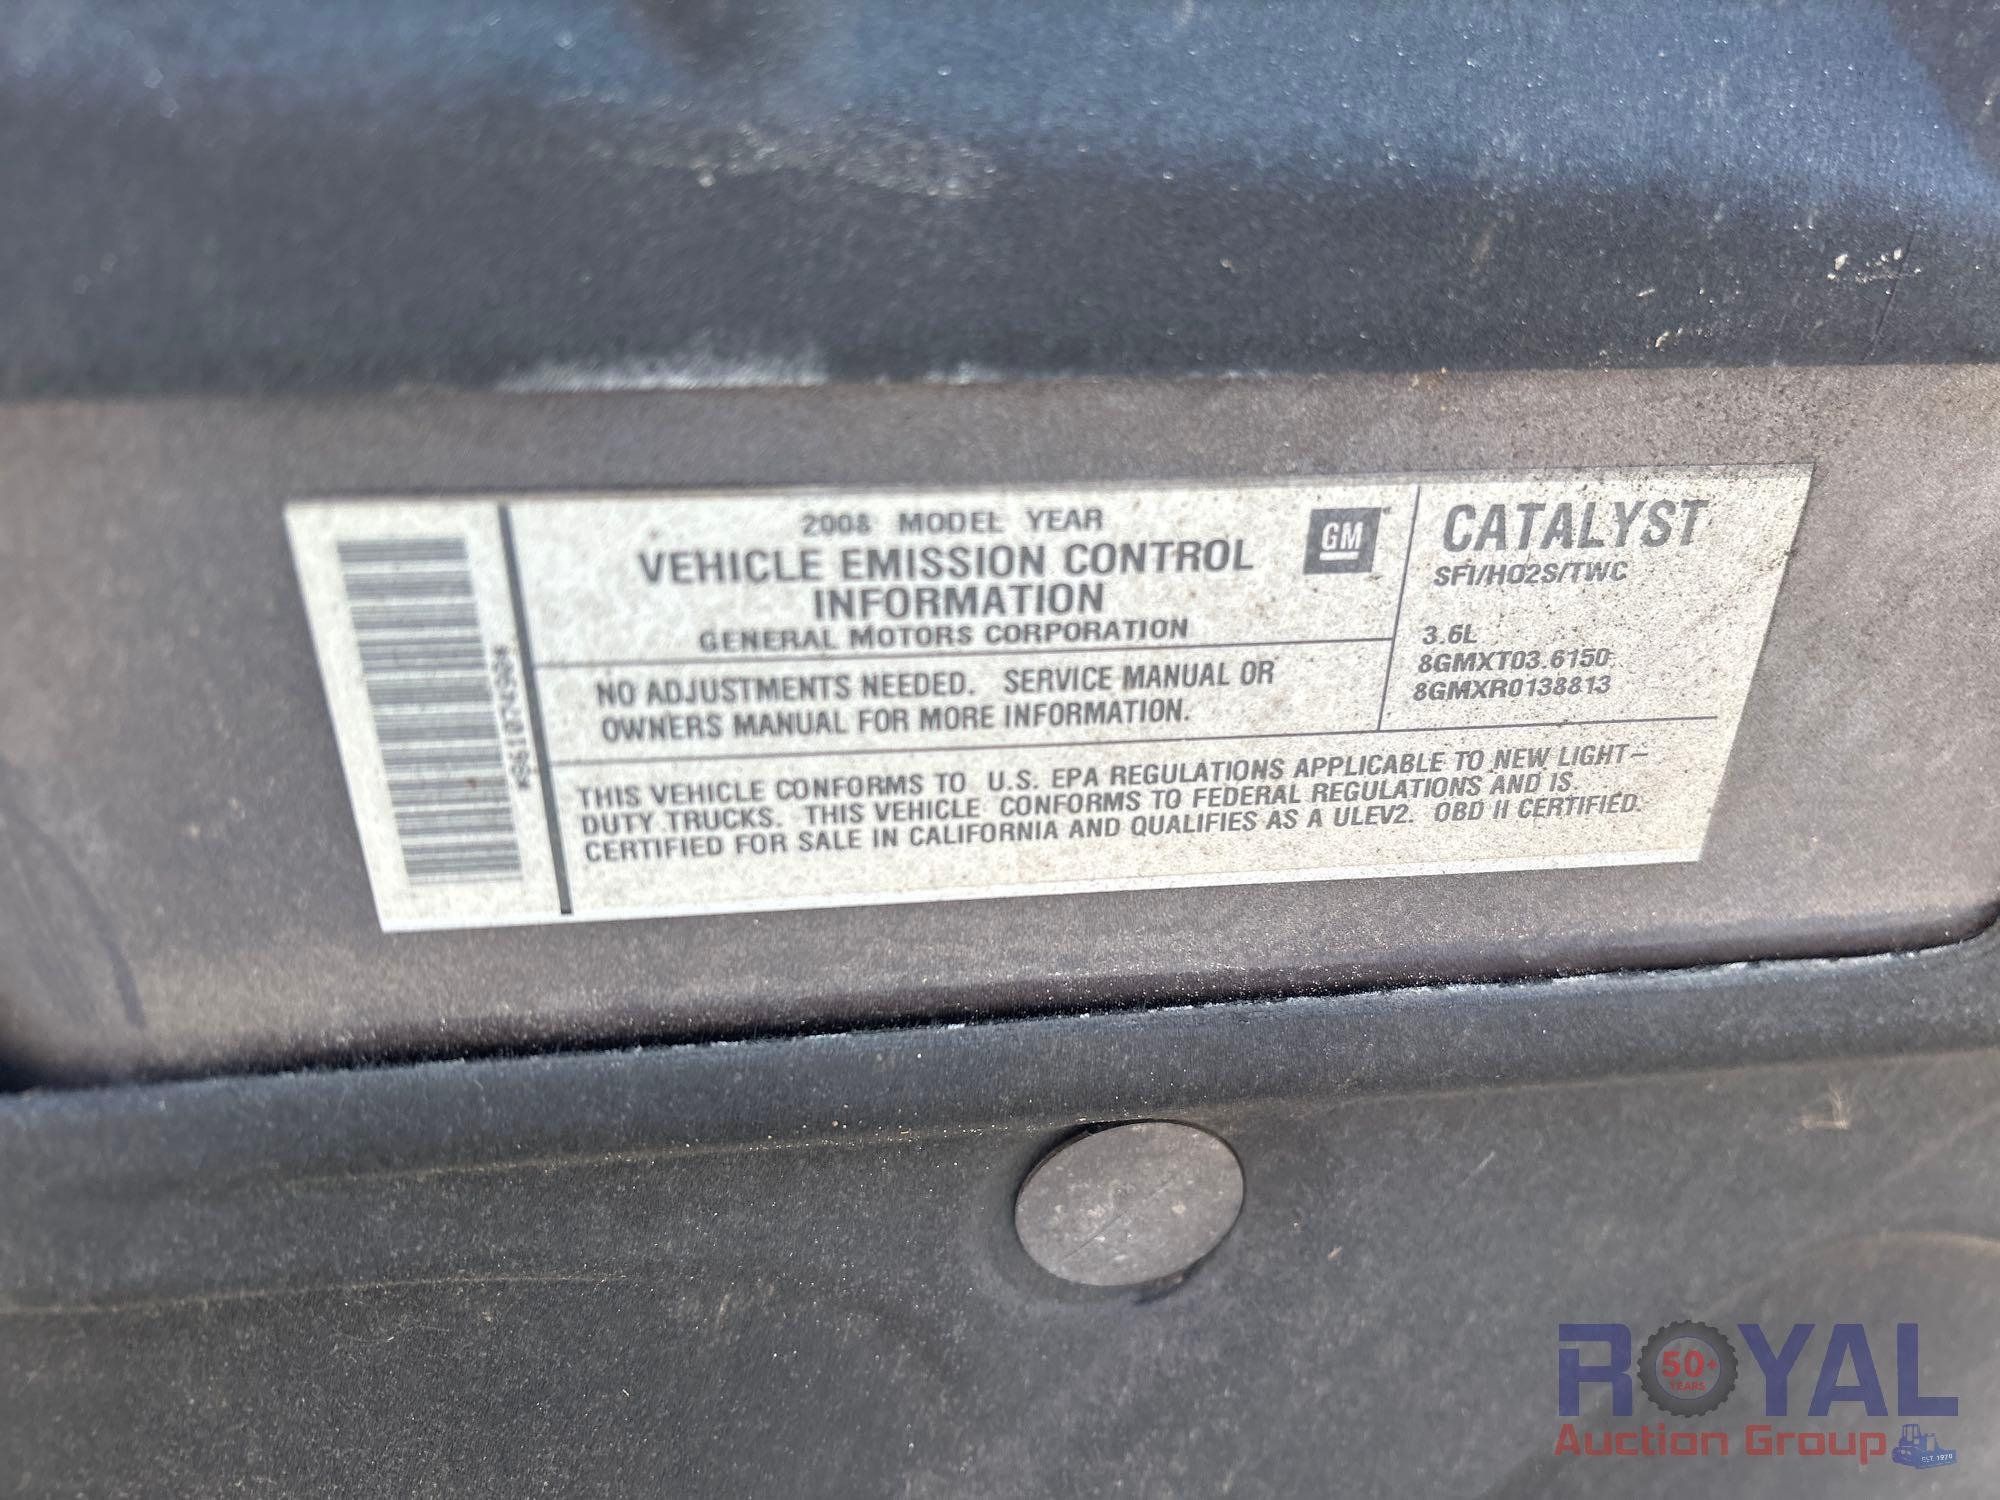 2008 MODEL YEAR
VEHICLE EMISSION CONTROL
INFORMATION
GENERAL MOTORS CORPORATION
GM
NO ADJUSTMENTS NEEDED. SERVICE MANUAL OR
OWNERS MANUAL FOR MORE INFORMATION.
CATALYST
SFI/HO2S/TWC
3.6L
8GMXT03.6150
8GMXR0138813
THIS VEHICLE CONFORMS TO U.S. EPA REGULATIONS APPLICABLE TO NEW LIGHT-
DUTY TRUCKS. THIS VEHICLE CONFORMS TO FEDERAL REGULATIONS AND IS
CERTIFIED FOR SALE IN CALIFORNIA AND QUALIFIES AS A ULEV2. OBD II CERTIFIED.
ROYAL
50+
YEARS
Auction Group
EST. 1970